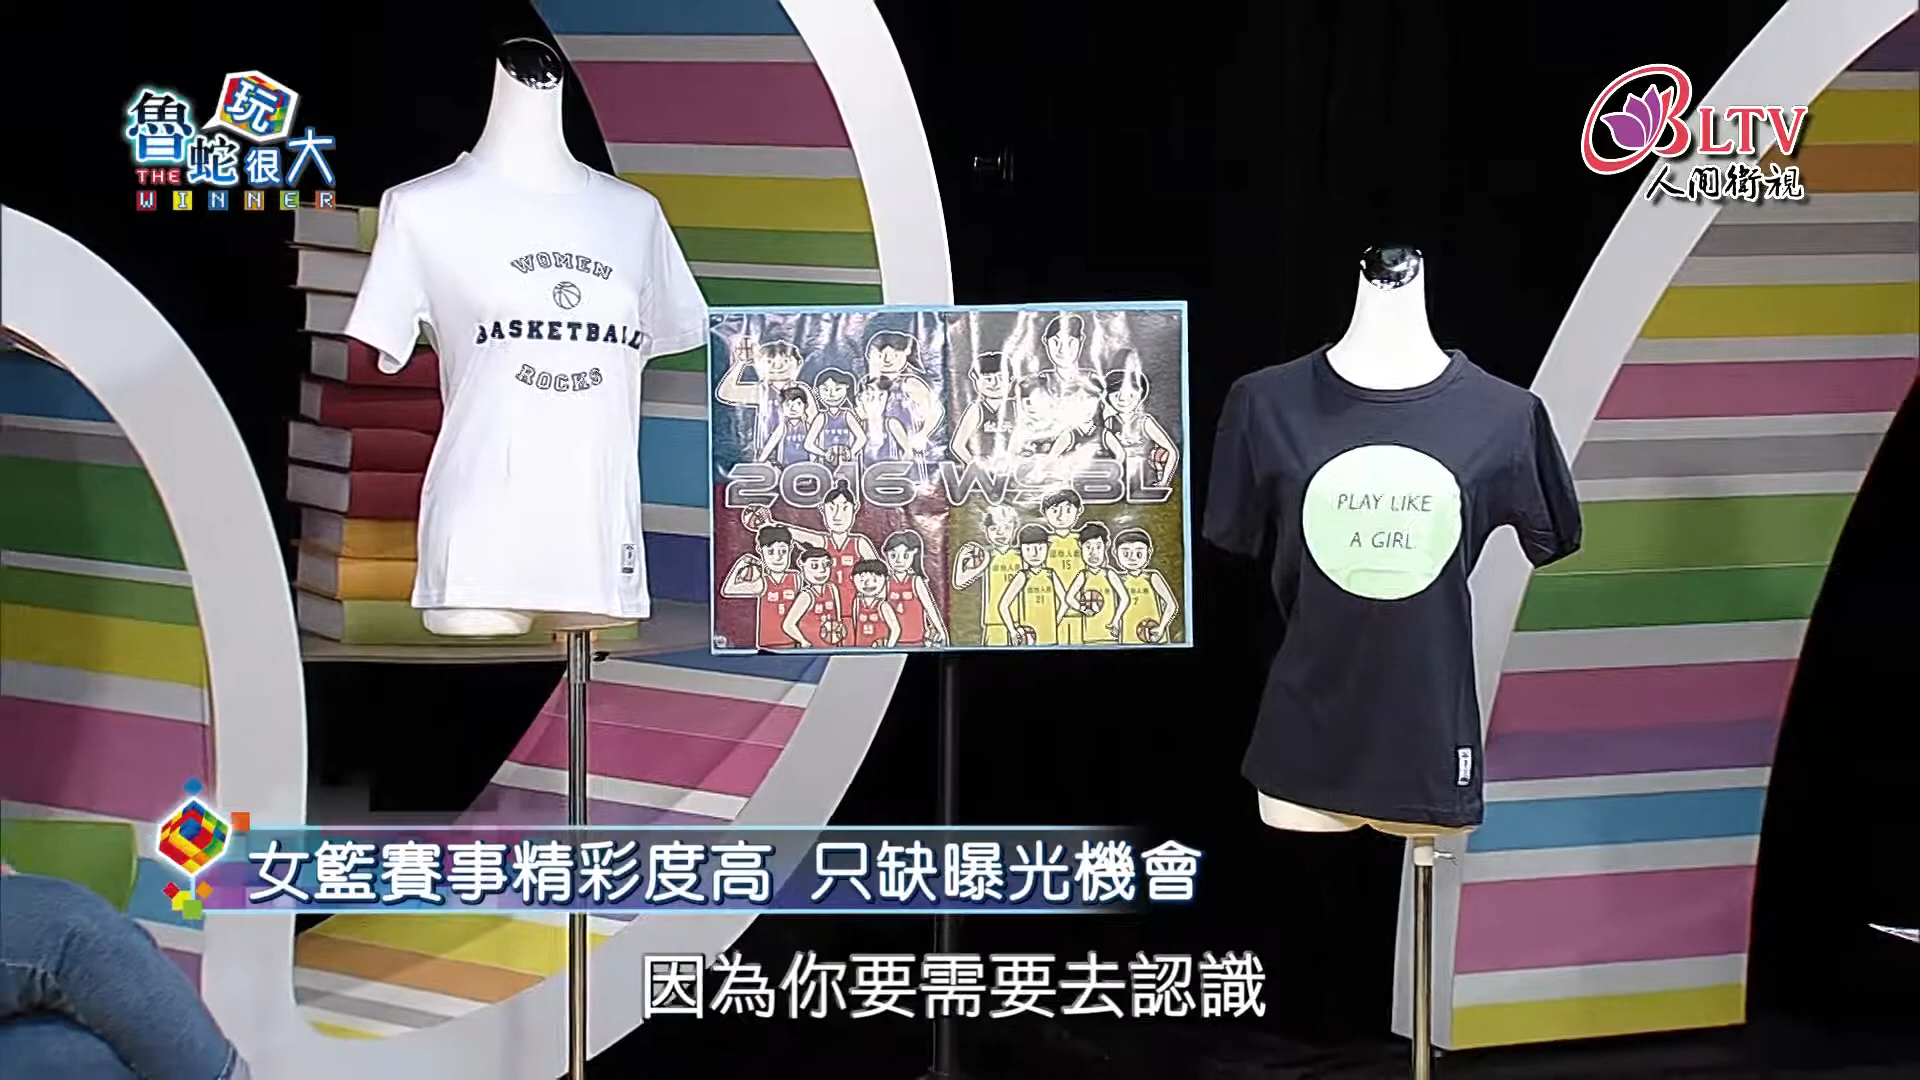 魯蛇玩很大
THE
WINNER
BLTV
人間衛視
WOMEN
BASKETBALL
ROCKS
2016 WSBL
PLAY LIKE
A GIRL
女籃賽事精彩度高 只缺曝光機會
因為你要需要去認識